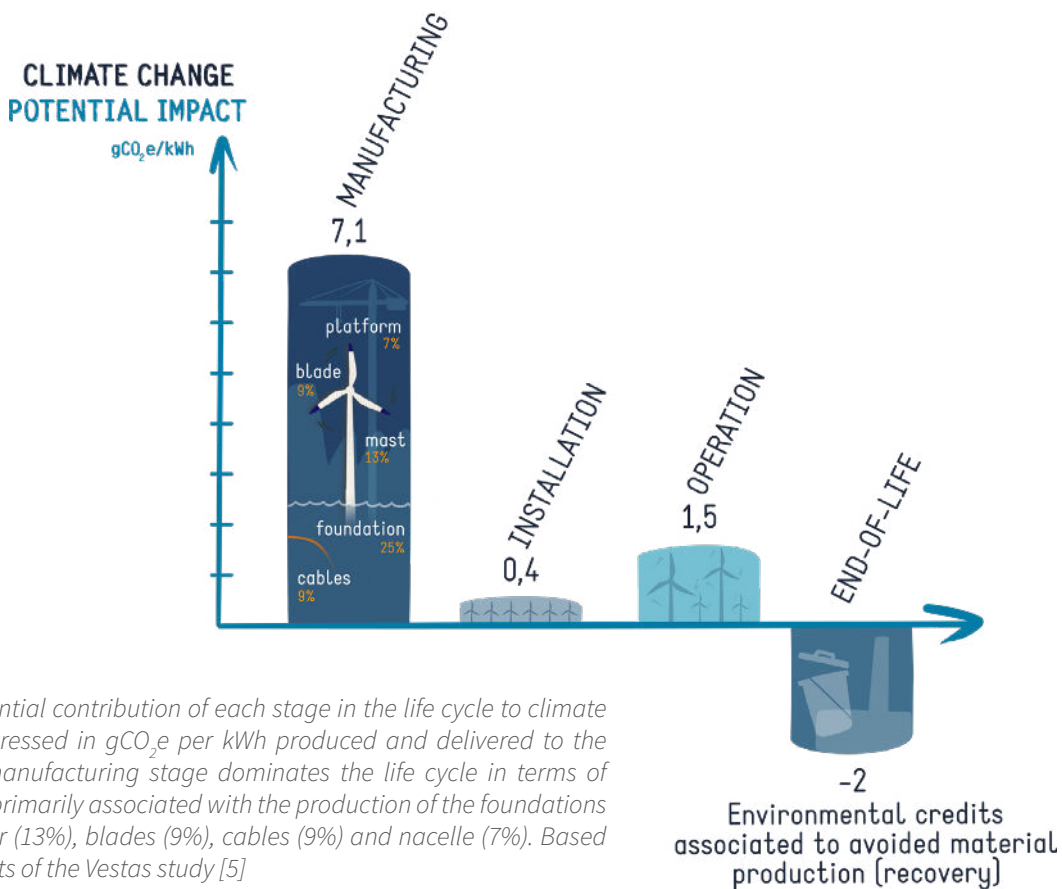 CLIMATE CHANGE
POTENTIAL IMPACT
gCO₂e/kWh
MANUFACTURING
7,1
platform
7%
blade
9%
mast
13%
foundation
25%
cables
9%
INSTALLATION
0,4
OPERATION
1,5
END-OF-LIFE
-2
Environmental credits
associated to avoided material
production (recovery)
ntial contribution of each stage in the life cycle to climate
ressed in gCO₂e per kWh produced and delivered to the
manufacturing stage dominates the life cycle in terms of
primarily associated with the production of the foundations
r (13%), blades (9%), cables (9%) and nacelle (7%). Based
ts of the Vestas study [5]